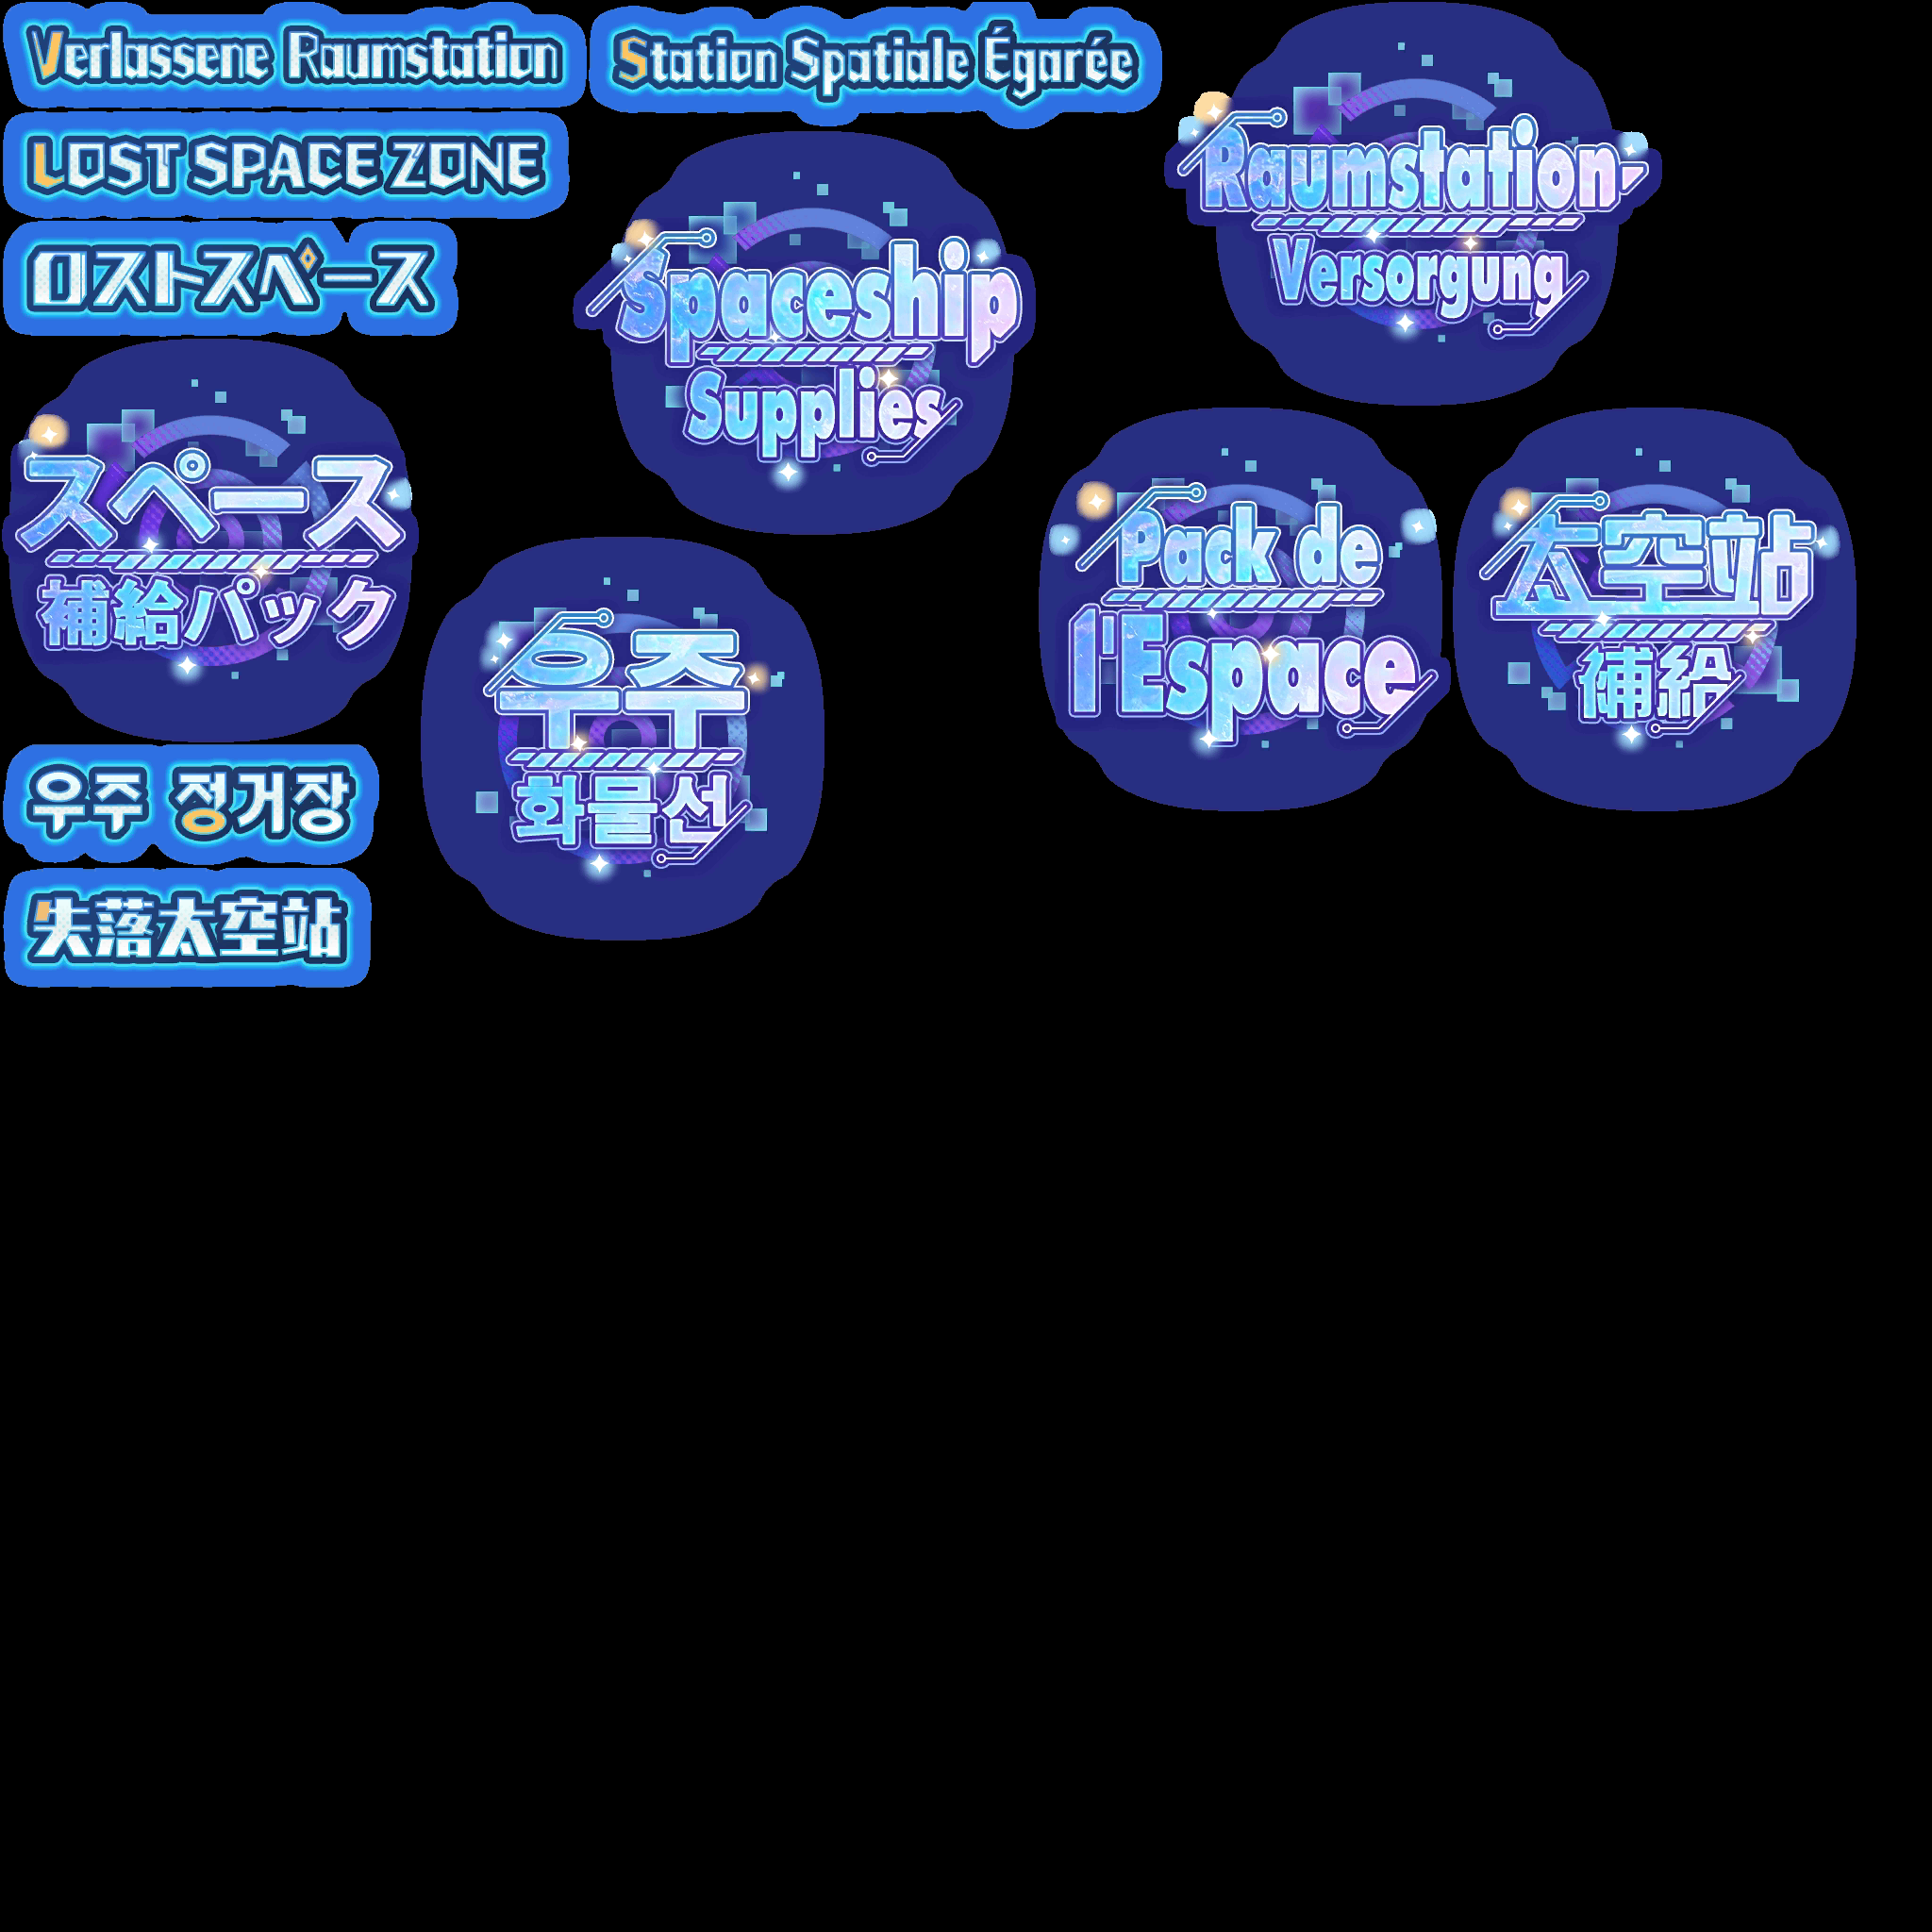 Verlassene Raumstation
Station Spatiale Égarée
LOST SPACE ZONE
ロストスペース
Raumstation
Versorgung
Spaceship
Supplies
スペース
補給パック
우주
화물선
Pack de
l'Espace
太空站
補給
우주 정거장
失落太空站